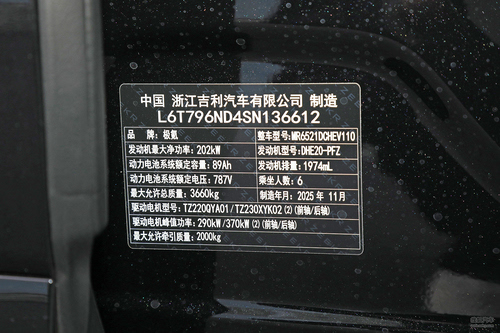 中国 浙江吉利汽车有限公司 制造
L6T796ND4SN136612
品牌：极氪 整车型号：MR6521DCHEV110
发动机最大净功率：202kW 发动机型号：DHE20-PFZ
动力电池系统额定容量：89Ah 发动机排量：1974mL
动力电池系统额定电压：787V 乘坐人数：6
最大允许总质量：3660kg 制造年月：2025 年 11月
驱动电机型号：TZ220QYA01/TZ230XYK02(2)(前轴/后轴)
驱动电机峰值功率：290kW/370kW(2)(前轴/后轴)
最大允许牵引质量：2000kg